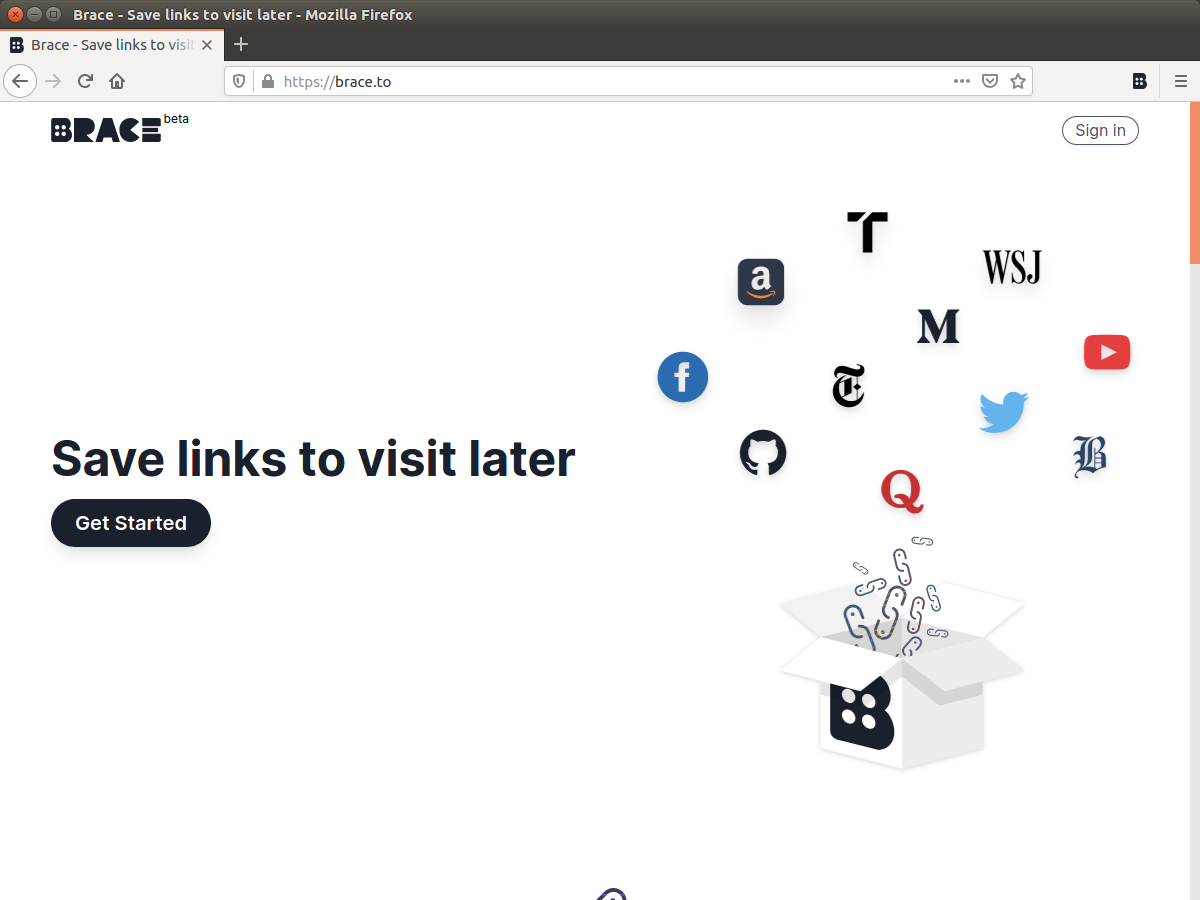 Brace - Save links to visit later - Mozilla Firefox
Brace - Save links to visit
https://brace.to
BRACE beta
Sign in
T
WSJ
a
M
f
T
B
Q
Save links to visit later
Get Started
B